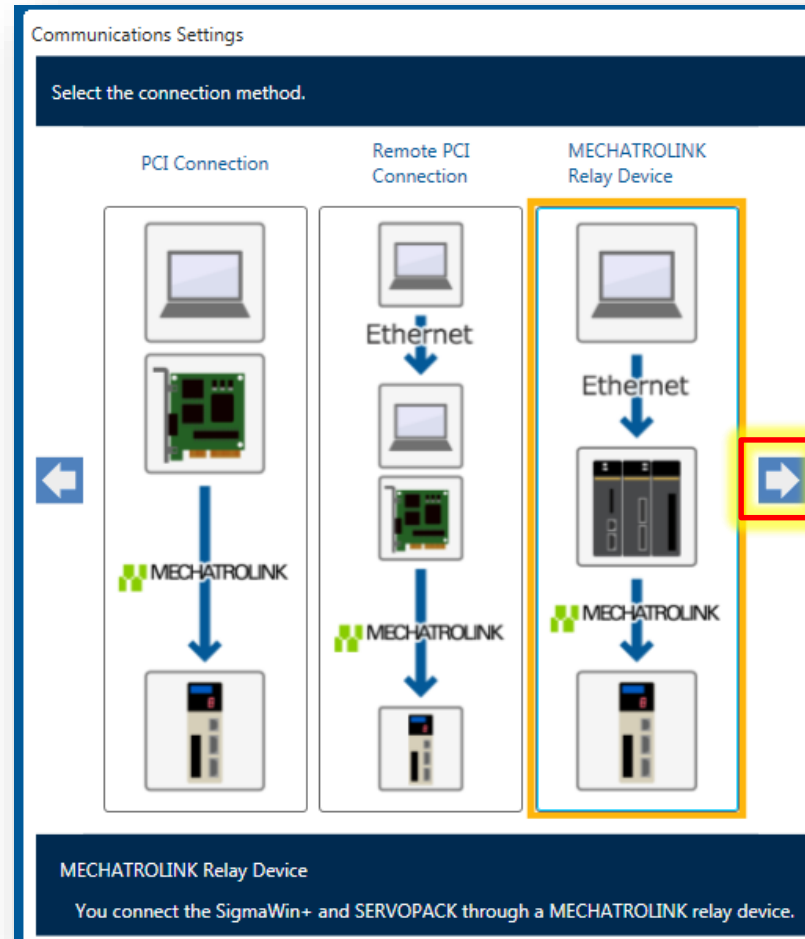 Communications Settings
Select the connection method.
PCI Connection
Remote PCI
Connection
MECHATROLINK
Relay Device
Ethernet
Ethernet
MECHATROLINK
MECHATROLINK
MECHATROLINK
MECHATROLINK Relay Device
You connect the SigmaWin+ and SERVOPACK through a MECHATROLINK relay device.